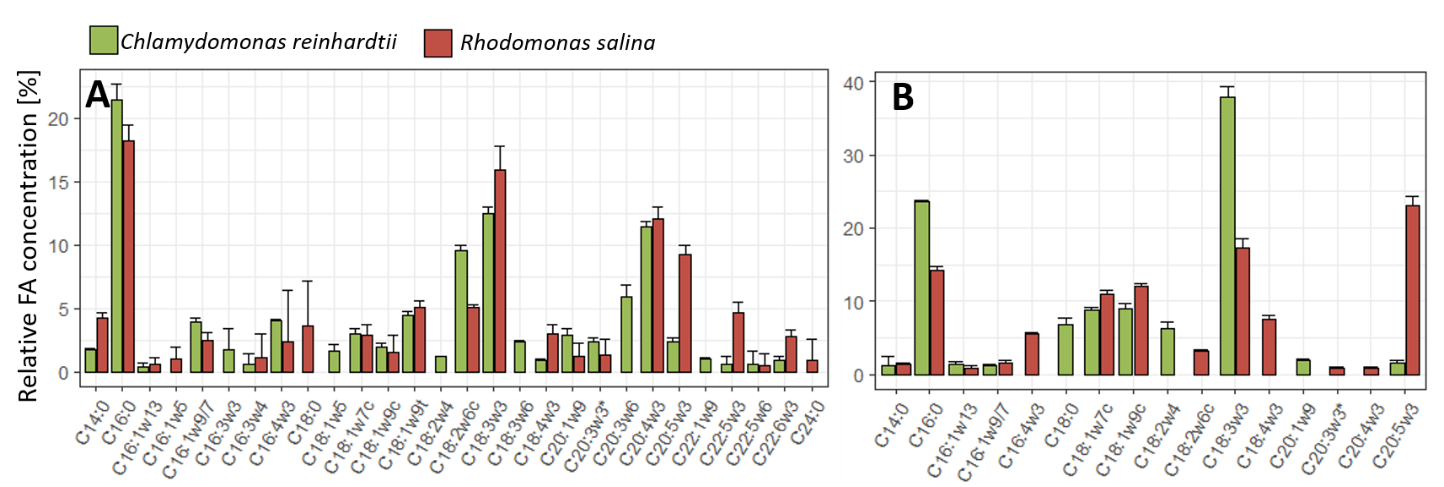 Chlamydomonas reinhardtii Rhodomonas salina
Relative FA concentration [%]
A
20
15
10
5
0
C14:0 C16:0 C16:1w13 C16:1w5 C16:1w9/7 C16:3w3 C16:3w4 C16:4w3 C18:0 C18:1w5 C18:1w7c C18:1w9c C18:1w9t C18:2w4 C18:2w6c C18:3w3 C18:3w6 C18:4w3 C20:1w9 C20:3w3* C20:3w6 C20:4w3 C20:5w3 C22:1w9 C22:5w3 C22:5w6 C22:6w3 C24:0
B
40
30
20
10
0
C14:0 C16:0 C16:1w13 C16:1w9/7 C16:4w3 C18:0 C18:1w7c C18:1w9c C18:2w4 C18:2w6c C18:3w3 C18:4w3 C20:1w9 C20:3w3* C20:4w3 C20:5w3